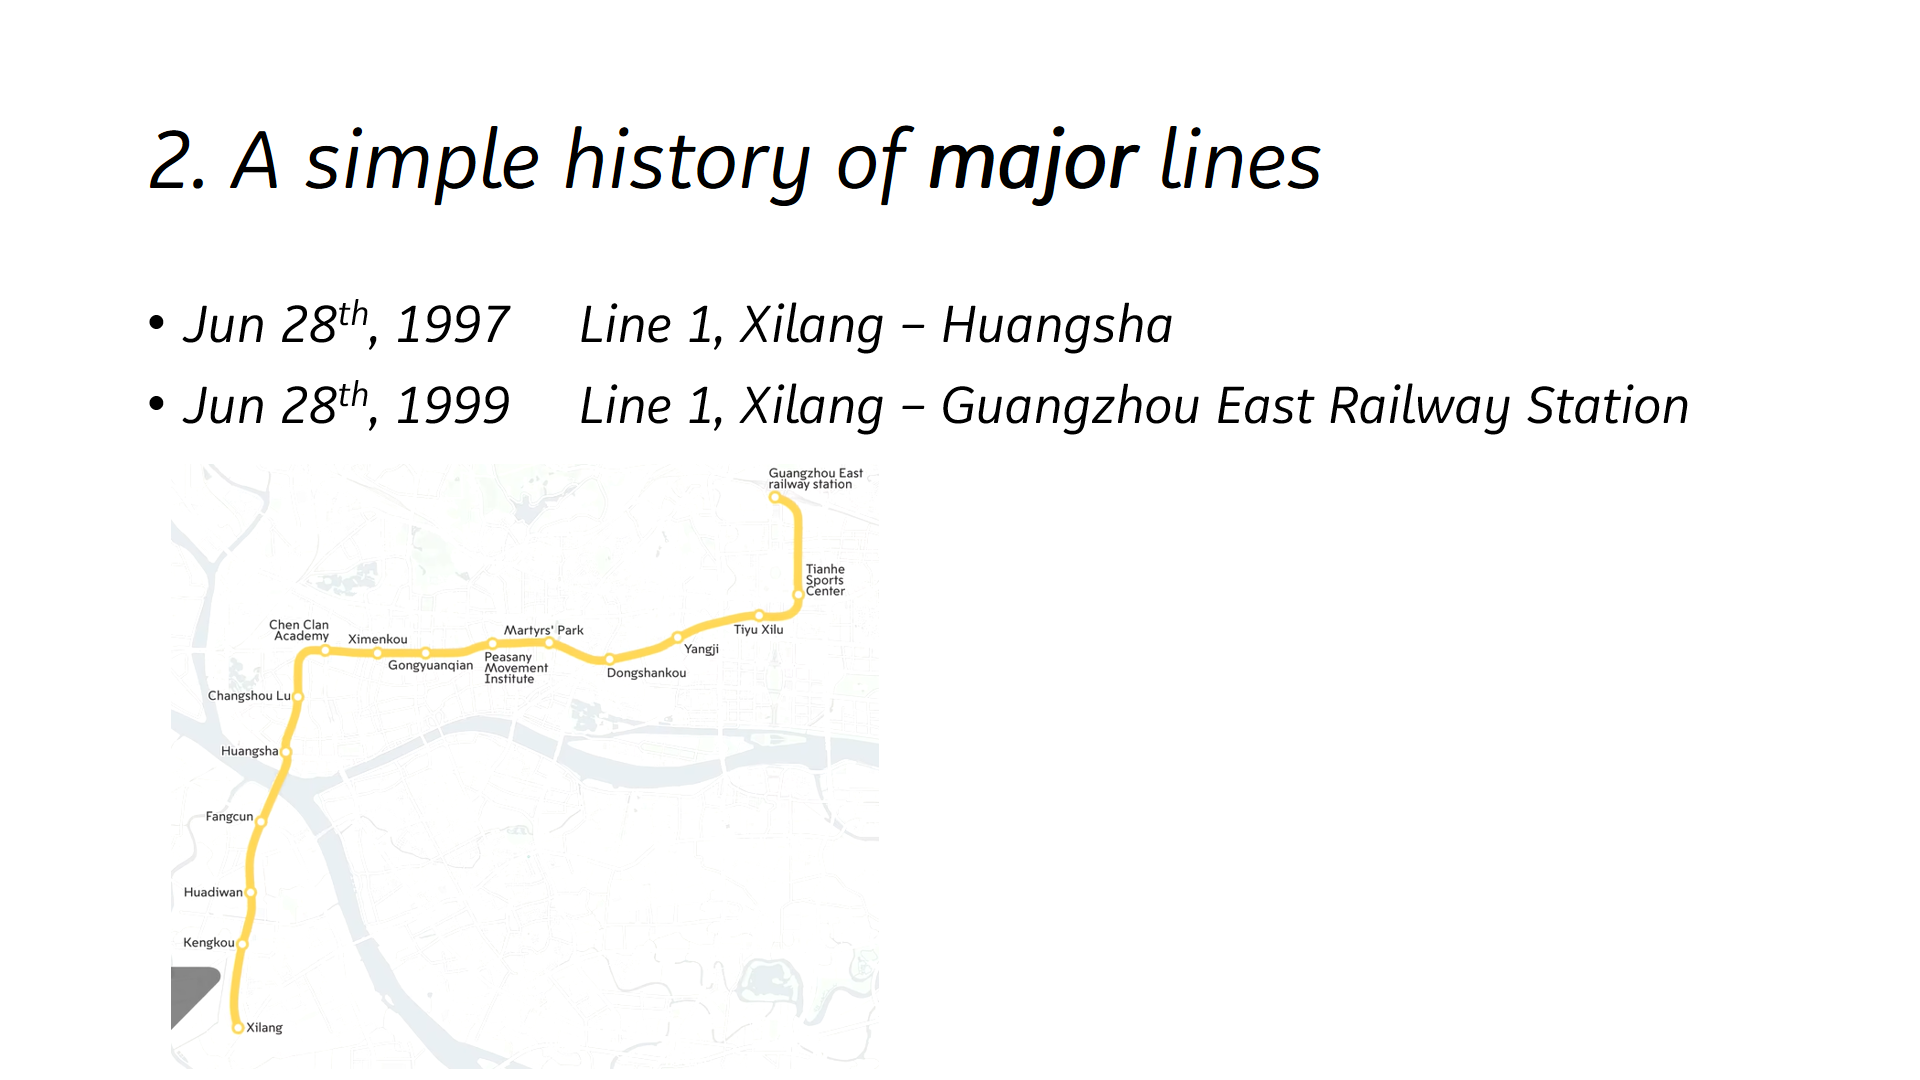 2. A simple history of major lines
• Jun 28th, 1997 Line 1, Xilang – Huangsha
• Jun 28th, 1999 Line 1, Xilang – Guangzhou East Railway Station
Guangzhou East
railway station
Tianhe
Sports
Center
Tiyu Xilu
Yangji
Dongshankou
Martyrs' Park
Peasany
Movement
Institute
Gongyuanqian
Ximenkou
Chen Clan
Academy
Changshou Lu
Huangsha
Fangcun
Huadiwan
Kengkou
Xilang